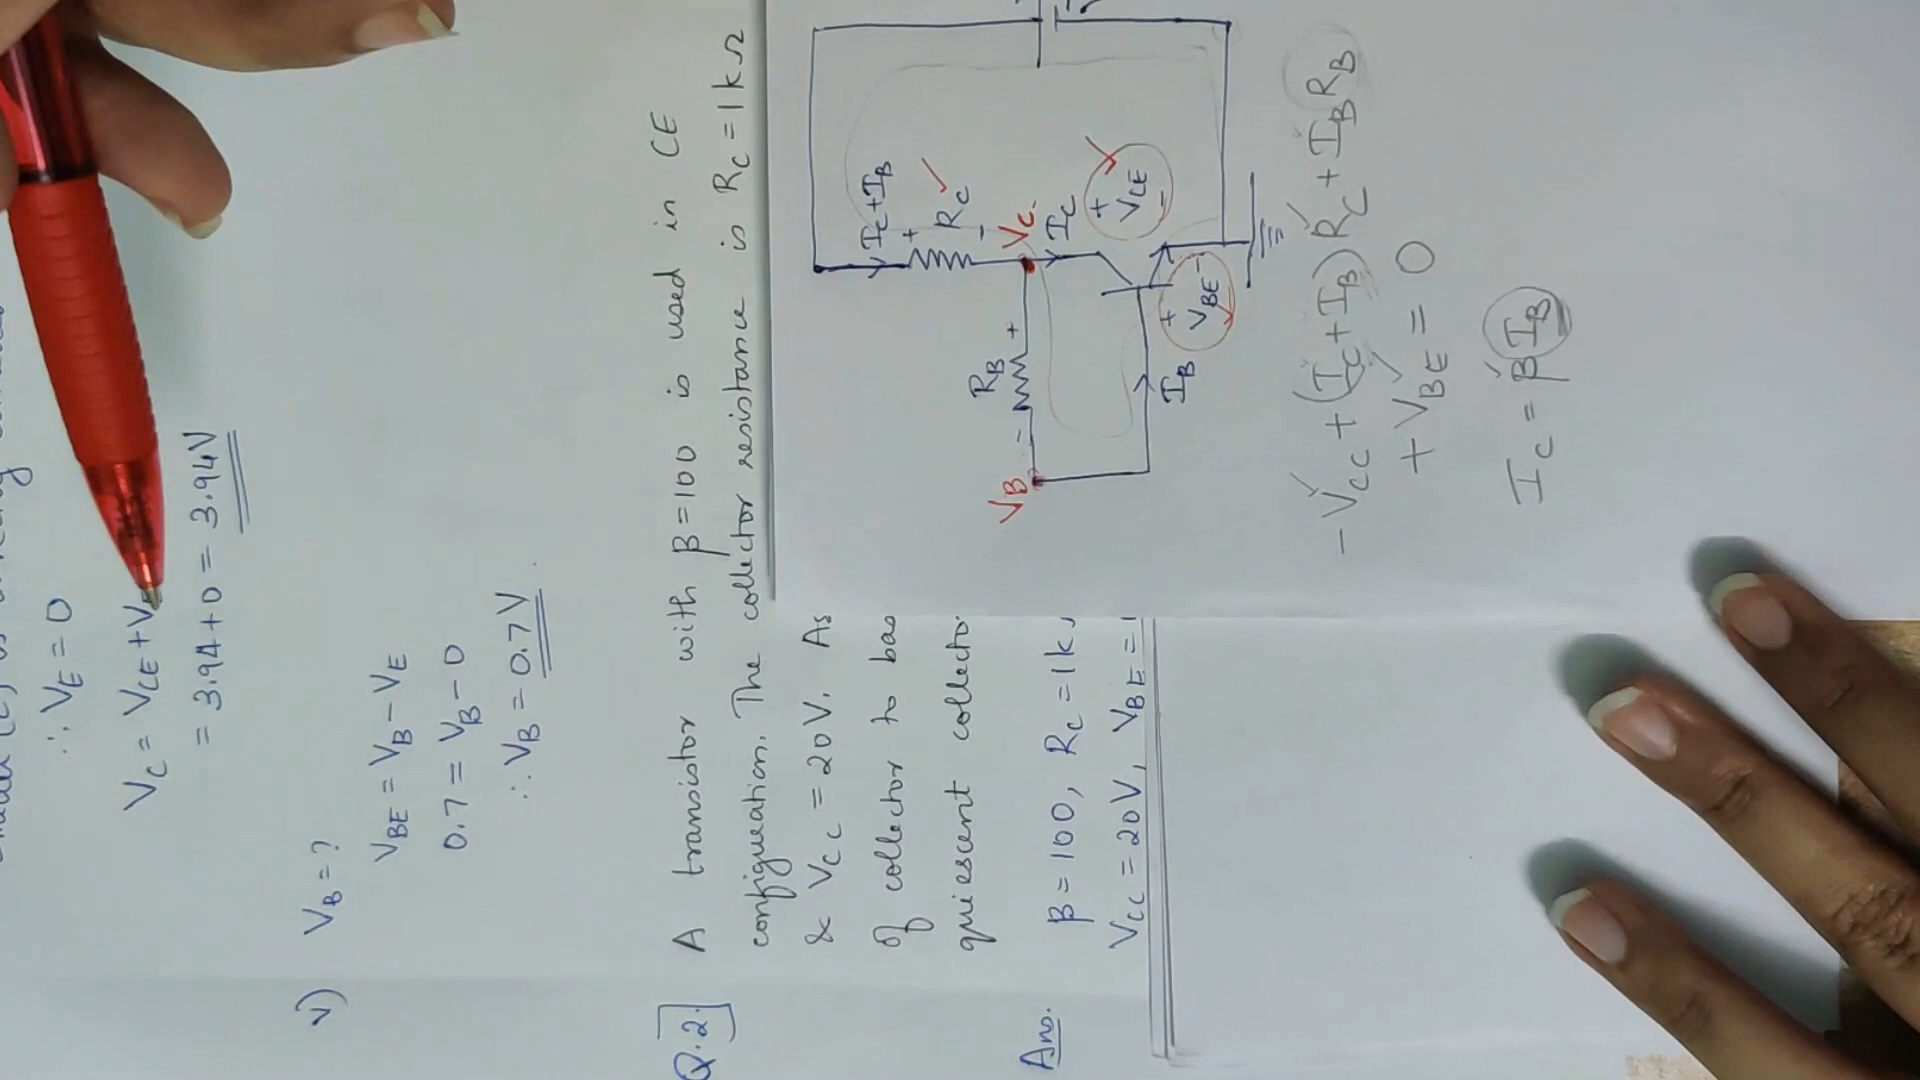 ∴ V_E = 0
V_C = V_CE + V
= 3.94 + 0 = 3.94V
v) V_B = ?
V_BE = V_B - V_E
0.7 = V_B - 0
∴ V_B = 0.7V
Q.2. A transistor with β=100 is used in CE
configuration. The collector resistance is R_C = 1kΩ
& V_CC = 20V. As
of collector to bas
quiescent collecto
Ans. β = 100, R_C = 1k
V_CC = 20V, V_BE =
I_C+I_B
+ R_C -
V_C
I_C
+ V_CE -
R_B
- +
V_B
I_B
+ V_BE -
-V_CC + (I_C+I_B)R_C + I_B R_B
+ V_BE = 0
I_C = βI_B